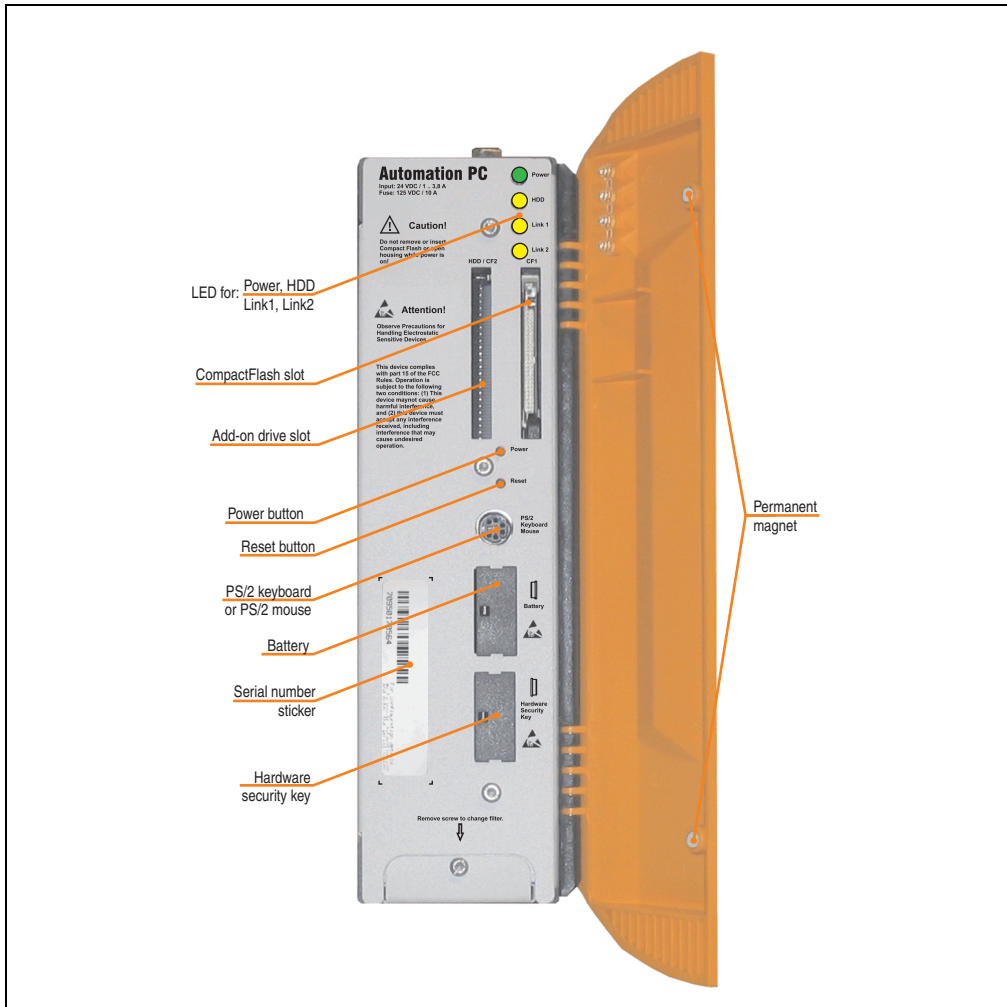 Automation PC
Input: 24 VDC / 1 .. 3,8 A
Fuse: 125 VDC / 10 A
Power
HDD
Link 1
Link 2
Caution!
Do not remove or insert
Compact Flash or open
housing while power is
on!
HDD / CF2
CF1
Attention!
Observe Precautions for
Handling Electrostatic
Sensitive Devices
This device complies
with part 15 of the FCC
Rules. Operation is
subject to the following
two conditions: (1) This
device maynot cause
harmful interference,
and (2) this device must
accept any interference
received, including
interference that may
cause undesired
operation.
Power
Reset
PS/2
Keyboard
Mouse
Battery
Hardware
Security
Key
Remove screw to change filter.
LED for: Power, HDD
Link1, Link2
CompactFlash slot
Add-on drive slot
Power button
Reset button
PS/2 keyboard
or PS/2 mouse
Battery
Serial number
sticker
Hardware
security key
Permanent
magnet